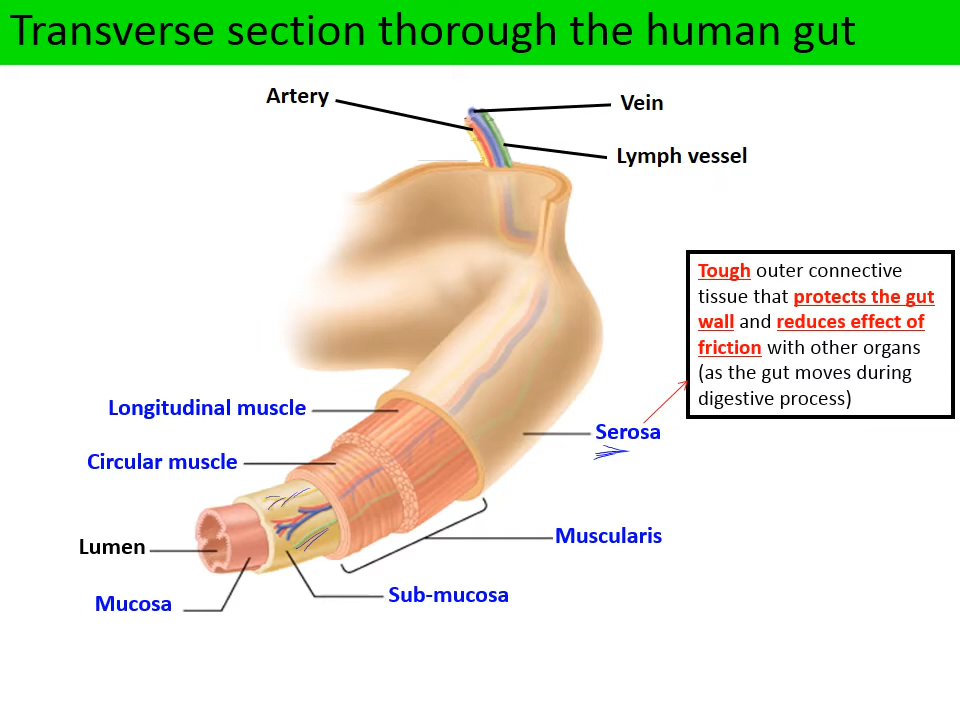 Transverse section thorough the human gut
Artery
Vein
Lymph vessel
Tough outer connective
tissue that protects the gut
wall and reduces effect of
friction with other organs
(as the gut moves during
digestive process)
Longitudinal muscle
Serosa
Circular muscle
Muscularis
Lumen
Sub-mucosa
Mucosa